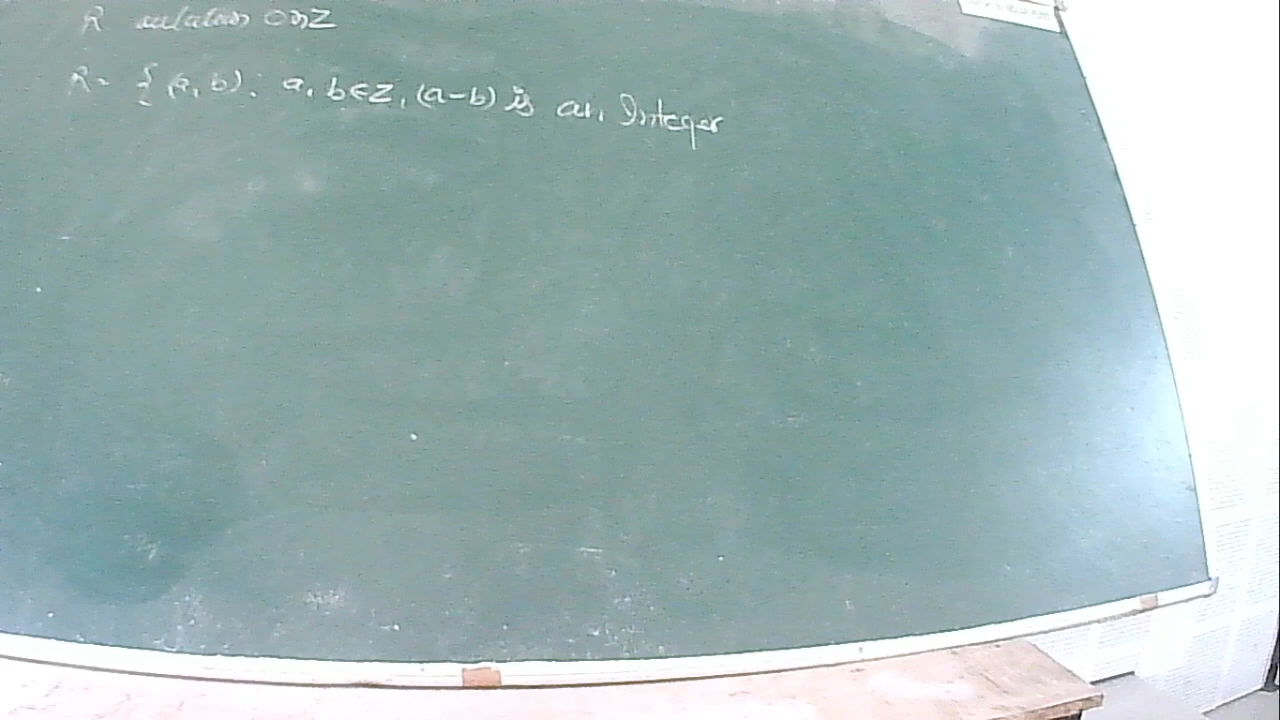 R relation on Z
R = { (a, b) : a, b ∈ Z, (a-b) is an Integer